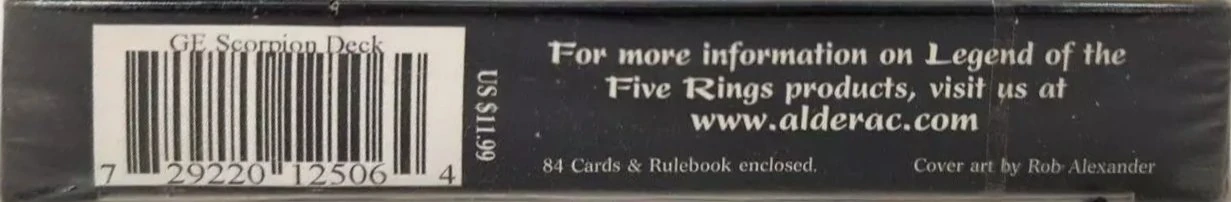 GE Scorpion Deck
7 29220 12506 4
US $11.99
For more information on Legend of the
Five Rings products, visit us at
www.alderac.com
84 Cards & Rulebook enclosed.
Cover art by Rob Alexander